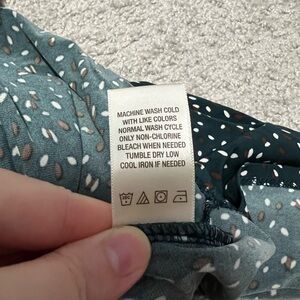 MACHINE WASH COLD
WITH LIKE COLORS
NORMAL WASH CYCLE
ONLY NON-CHLORINE
BLEACH WHEN NEEDED
TUMBLE DRY LOW
COOL IRON IF NEEDED